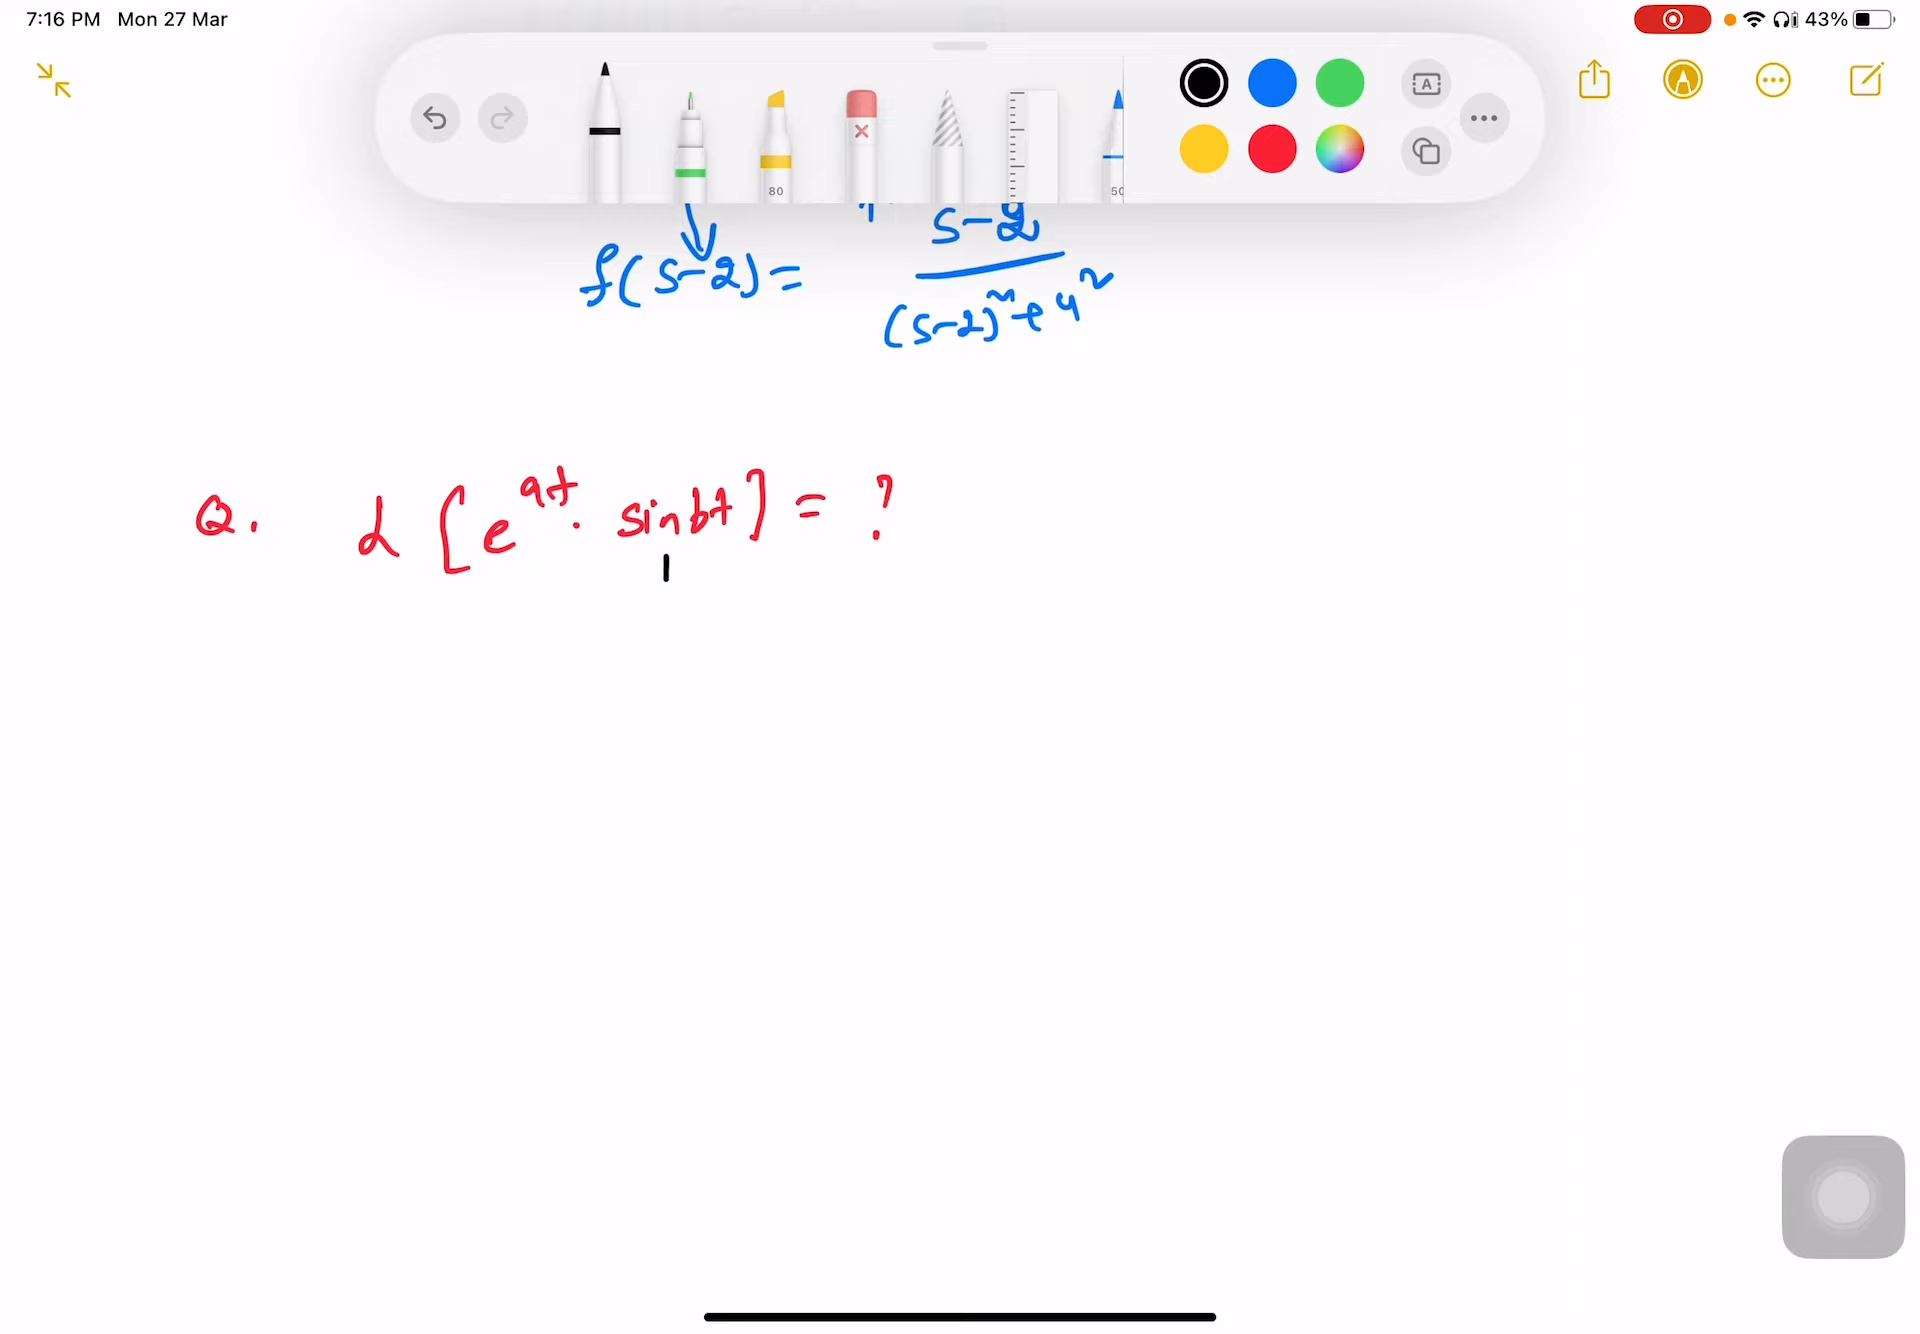 7:16 PM Mon 27 Mar
43%
A
80
50
s-2
f(s-2)=
(s-2)²+4²
Q. L[e^at. sinbt] = ?